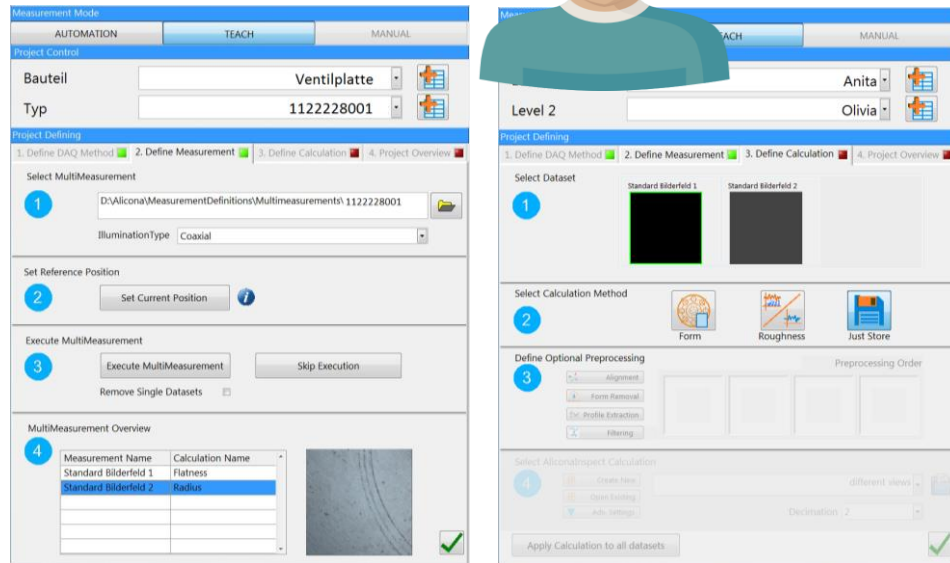 Measurement Mode
AUTOMATION TEACH MANUAL
Project Control
Bauteil Ventilplatte
Typ 1122228001
Project Defining
1. Define DAQ Method 2. Define Measurement 3. Define Calculation 4. Project Overview
Select MultiMeasurement
1
D:\Alicona\MeasurementDefinitions\Multimeasurements\ 1122228001
IlluminationType Coaxial
Set Reference Position
2 Set Current Position
Execute MultiMeasurement
3 Execute MultiMeasurement Skip Execution
Remove Single Datasets
MultiMeasurement Overview
4
Measurement Name Calculation Name
Standard Bilderfeld 1 Flatness
Standard Bilderfeld 2 Radius
MANUAL
Anita
Level 2 Olivia
Project Defining
1. Define DAQ Method 2. Define Measurement 3. Define Calculation 4. Project Overview
Select Dataset
1
Standard Bilderfeld 1 Standard Bilderfeld 2
Select Calculation Method
2
Form Roughness Just Store
Define Optional Preprocessing Preprocessing Order
3
Alignment
Form Removal
Profile Extraction
Filtering
Select AliconaInspect Calculation
4
Create New different views
Open Existing
Adv. Settings Decimation 2
Apply Calculation to all datasets